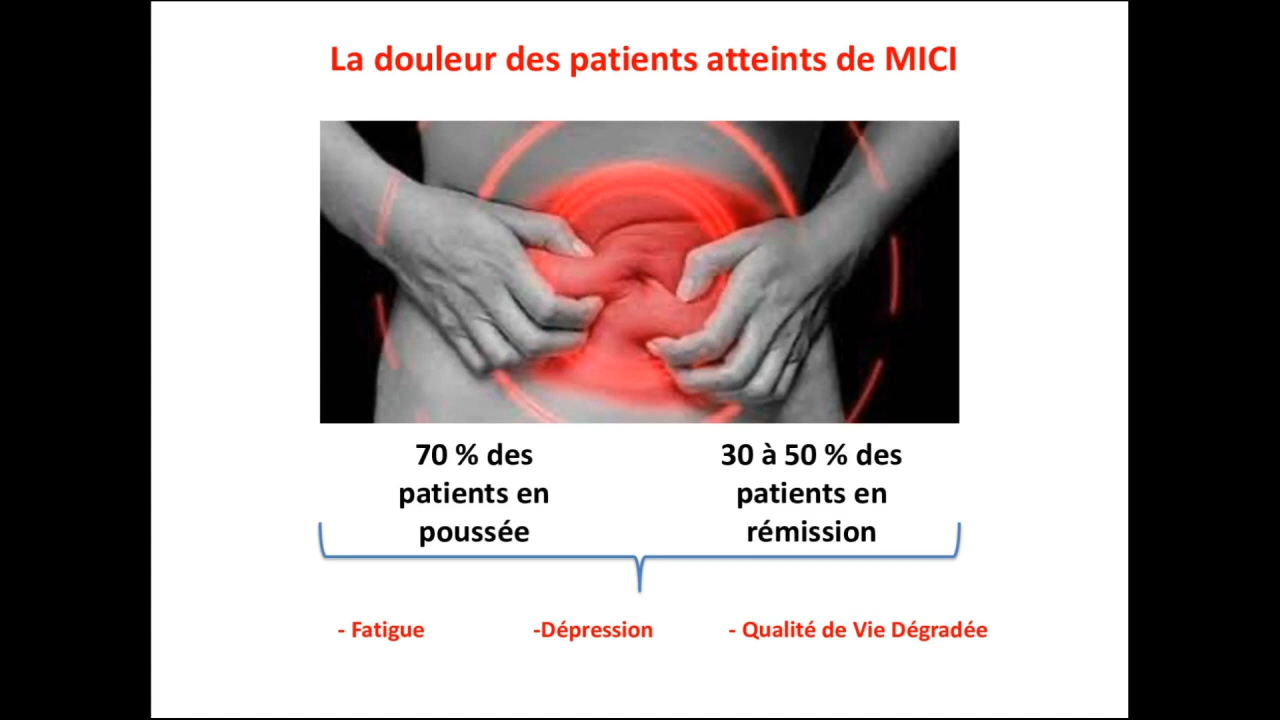 La douleur des patients atteints de MICI
70 % des
patients en
poussée
30 à 50 % des
patients en
rémission
- Fatigue
-Dépression
- Qualité de Vie Dégradée